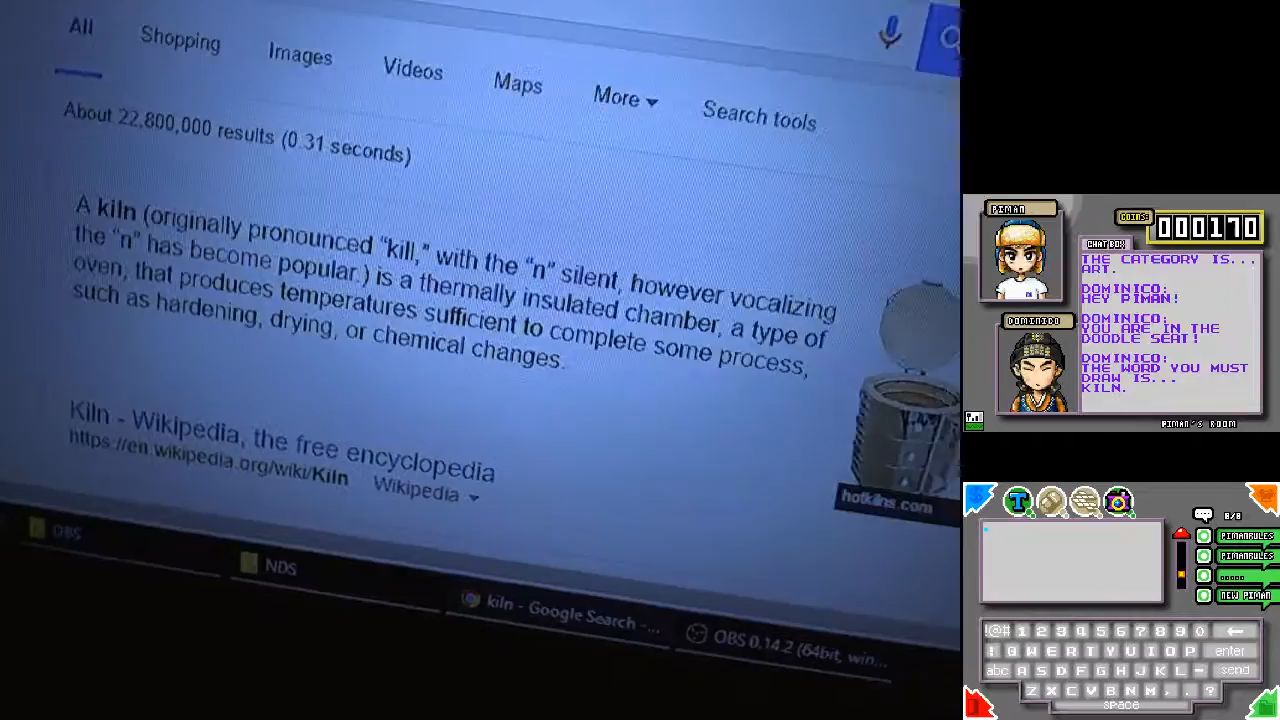 All Shopping Images Videos Maps More Search tools
About 22,800,000 results (0.31 seconds)
A kiln (originally pronounced "kill," with the "n" silent, however vocalizing
the "n" has become popular.) is a thermally insulated chamber, a type of
oven, that produces temperatures sufficient to complete some process,
such as hardening, drying, or chemical changes.
Kiln - Wikipedia, the free encyclopedia
https://en.wikipedia.org/wiki/Kiln Wikipedia
hotkilns.com
OBS
NDS
kiln - Google Search -...
OBS 0.14.2 (64bit, win...
PIMAN
COINS:
000170
CHAT BOX
THE CATEGORY IS...
ART.
DOMINICO:
HEY PIMAN!
DOMINICO:
YOU ARE IN THE
DOODLE SEAT!
DOMINICO:
THE WORD YOU MUST
DRAW IS...
KILN.
DOMINICO
PIMAN'S ROOM
T
8/8
PIMANRULES
PIMANRULES
ooooo
NEW PIMAN
!@# 1 2 3 4 5 6 7 8 9 0
! Q W E R T Y U I O P enter
abc A S D F G H J K L - send
Z X C V B N M , . ?
space